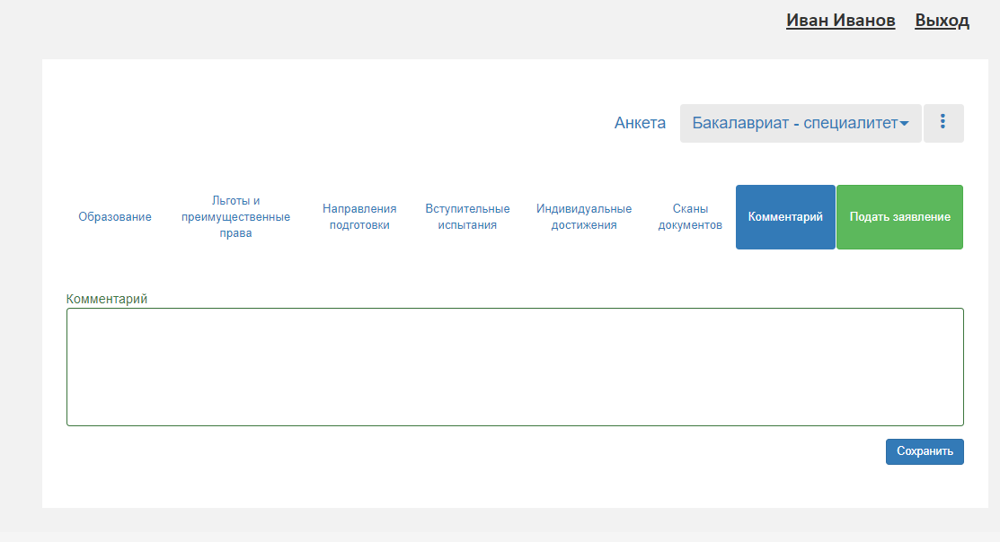 Иван Иванов Выход
Анкета Бакалавриат - специалитет
Образование
Льготы и
преимущественные
права
Направления
подготовки
Вступительные
испытания
Индивидуальные
достижения
Сканы
документов
Комментарий
Подать заявление
Комментарий
Сохранить